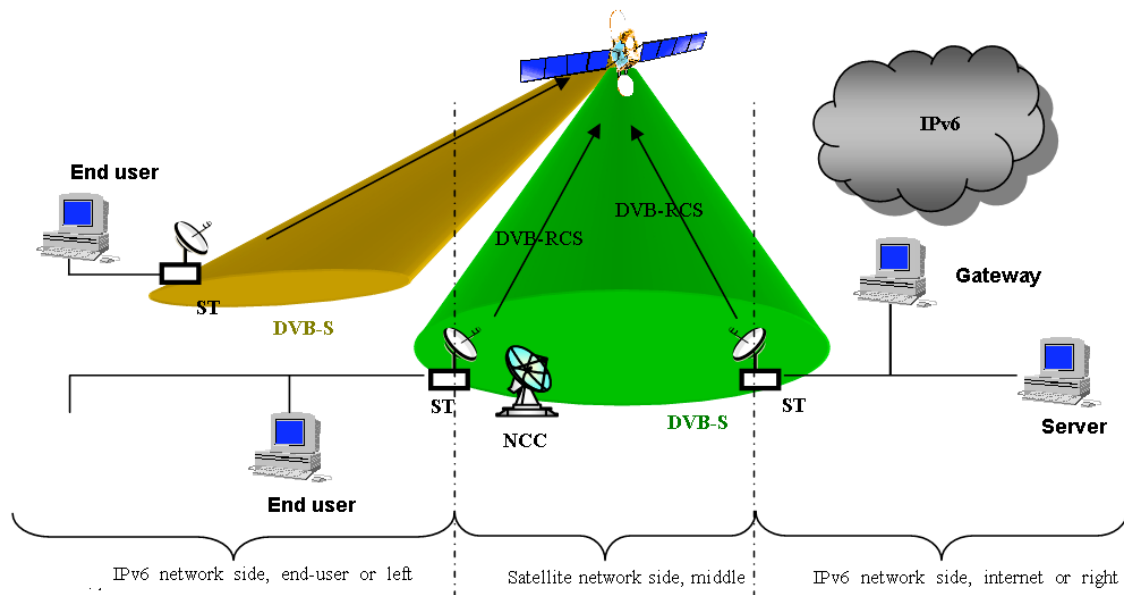 IPv6
End user
DVB-RCS
DVB-RCS
Gateway
ST
DVB-S
ST
NCC
DVB-S
ST
Server
End user
IPv6 network side, end-user or left
Satellite network side, middle
IPv6 network side, internet or right